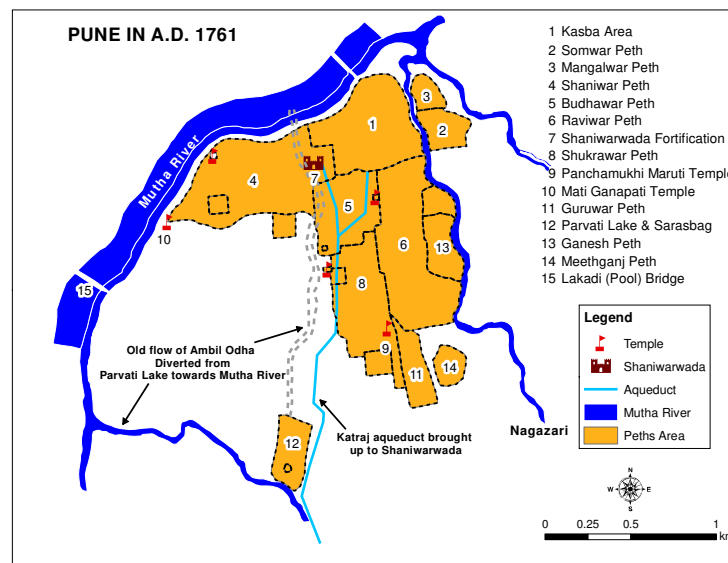 PUNE IN A.D. 1761
1 Kasba Area
2 Somwar Peth
3 Mangalwar Peth
4 Shaniwar Peth
5 Budhawar Peth
6 Raviwar Peth
7 Shaniwarwada Fortification
8 Shukrawar Peth
9 Panchamukhi Maruti Temple
10 Mati Ganapati Temple
11 Guruwar Peth
12 Parvati Lake & Sarasbag
13 Ganesh Peth
14 Meethganj Peth
15 Lakadi (Pool) Bridge
Mutha River
3
2
1
4
7
5
10
6
13
8
15
9
11
14
12
Old flow of Ambil Odha
Diverted from
Parvati Lake towards Mutha River
Katraj aqueduct brought
up to Shaniwarwada
Nagazari
Legend
Temple
Shaniwarwada
Aqueduct
Mutha River
Peths Area
N
W E
S
0 0.25 0.5 1
km